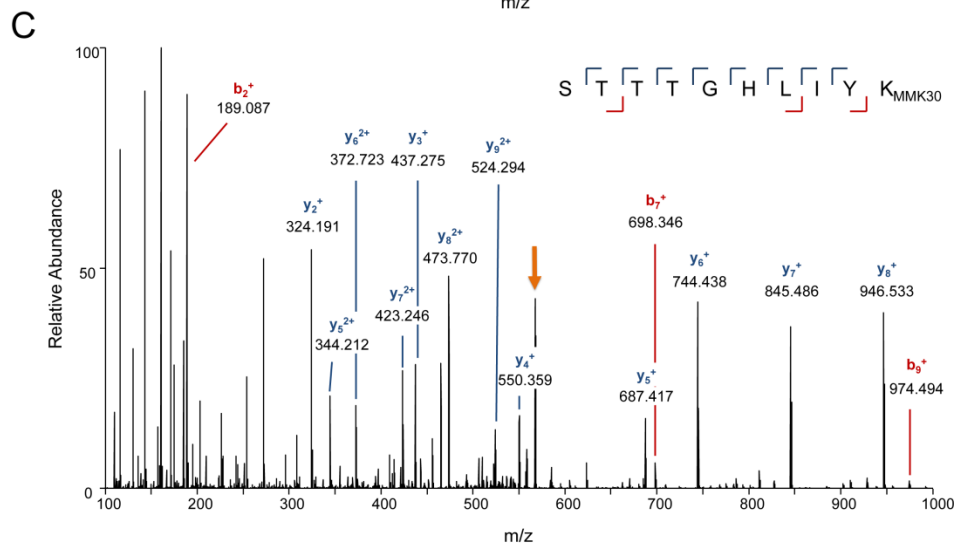 m/z
C
100
50
0
Relative Abundance
b₂⁺
189.087
y₂⁺
324.191
y₅²⁺
344.212
y₆²⁺
372.723
y₃⁺
437.275
y₇²⁺
423.246
y₈²⁺
473.770
y₉²⁺
524.294
y₄⁺
550.359
b₇⁺
698.346
y₅⁺
687.417
y₆⁺
744.438
y₇⁺
845.486
y₈⁺
946.533
b₉⁺
974.494
S T T T G H L I Y K MMK30
100 200 300 400 500 600 700 800 900 1000
m/z